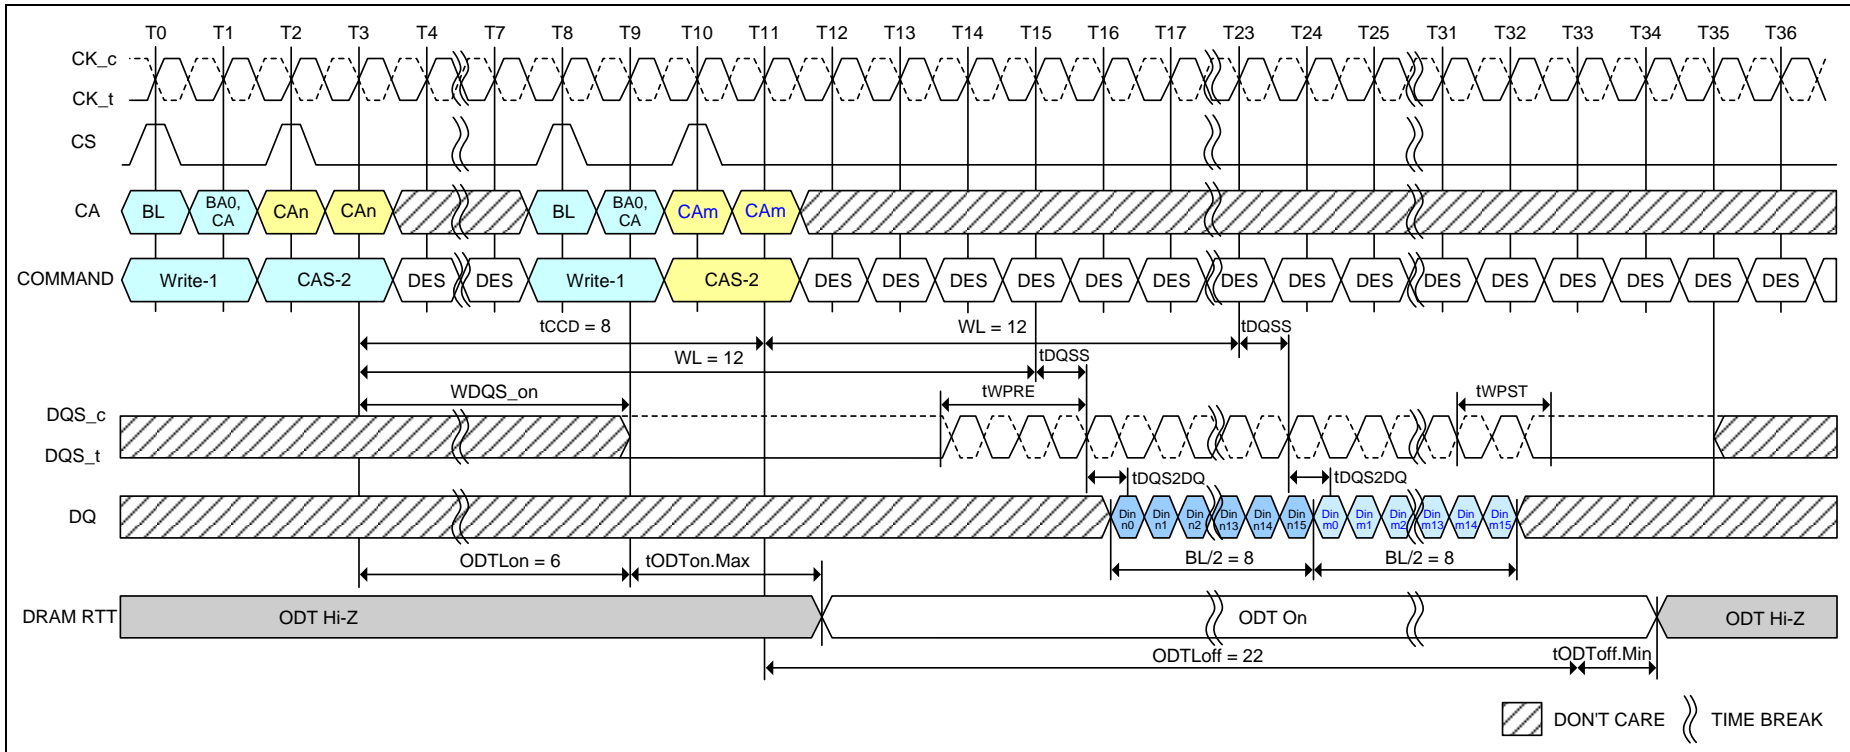 T0 T1 T2 T3 T4 T7 T8 T9 T10 T11 T12 T13 T14 T15 T16 T17 T23 T24 T25 T31 T32 T33 T34 T35 T36
CK_c
CK_t
CS
CA BL BA0, CA CAn CAn BL BA0, CA CAm CAm
COMMAND Write-1 CAS-2 DES DES Write-1 CAS-2 DES DES DES DES DES DES DES DES DES DES DES DES DES DES DES
tCCD = 8 WL = 12 tDQSS
WL = 12 tDQSS
WDQS_on tWPRE tWPST
DQS_c
DQS_t
tDQS2DQ tDQS2DQ
DQ Din n0 Din n1 Din n2 Din n13 Din n14 Din n15 Din m0 Din m1 Din m2 Din m13 Din m14 Din m15
ODTLon = 6 tODTon.Max BL/2 = 8 BL/2 = 8
DRAM RTT ODT Hi-Z ODT On ODT Hi-Z
ODTLoff = 22 tODToff.Min
DON'T CARE TIME BREAK